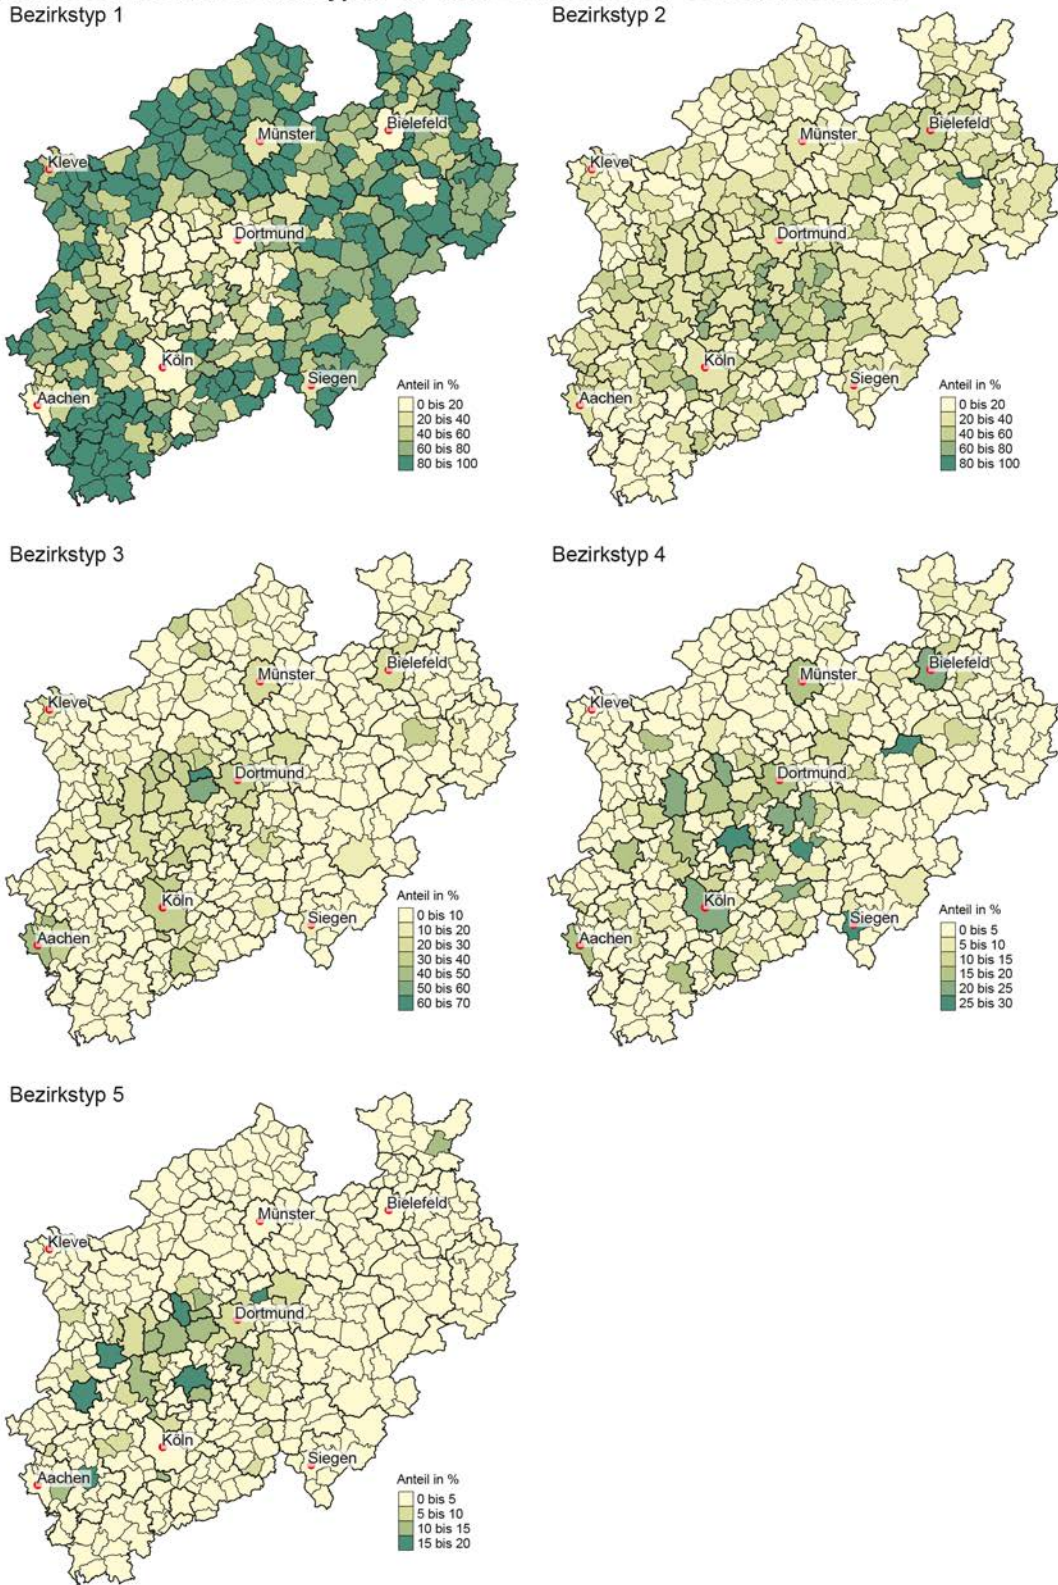 Bezirkstyp 1
Münster
Bielefeld
Kleve
Dortmund
Köln
Siegen
Aachen
Anteil in %
0 bis 20
20 bis 40
40 bis 60
60 bis 80
80 bis 100
Bezirkstyp 2
Münster
Bielefeld
Kleve
Dortmund
Köln
Siegen
Aachen
Anteil in %
0 bis 20
20 bis 40
40 bis 60
60 bis 80
80 bis 100
Bezirkstyp 3
Münster
Bielefeld
Kleve
Dortmund
Köln
Siegen
Aachen
Anteil in %
0 bis 10
10 bis 20
20 bis 30
30 bis 40
40 bis 50
50 bis 60
60 bis 70
Bezirkstyp 4
Münster
Bielefeld
Kleve
Dortmund
Köln
Siegen
Aachen
Anteil in %
0 bis 5
5 bis 10
10 bis 15
15 bis 20
20 bis 25
25 bis 30
Bezirkstyp 5
Münster
Bielefeld
Kleve
Dortmund
Köln
Siegen
Aachen
Anteil in %
0 bis 5
5 bis 10
10 bis 15
15 bis 20